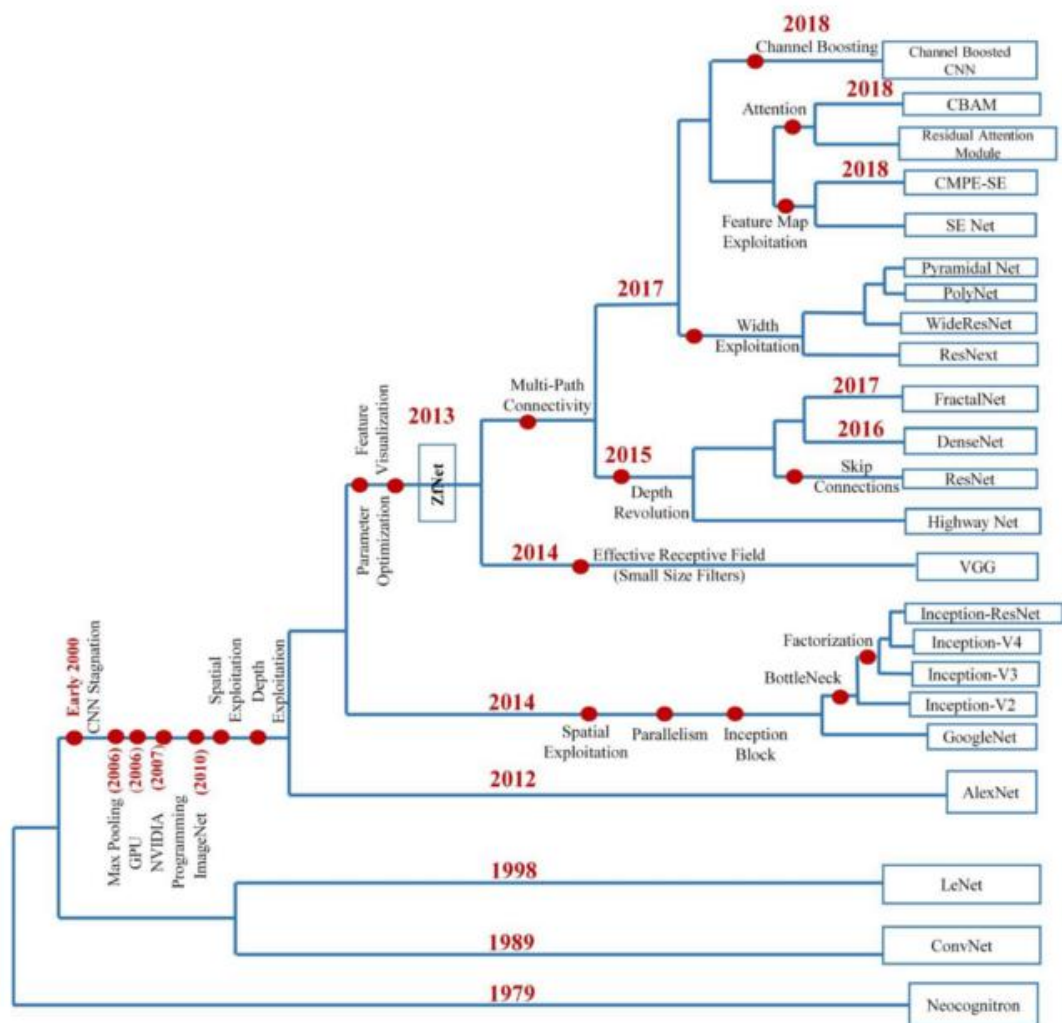 2018
Channel Boosting
Channel Boosted
CNN
2018
Attention
CBAM
Residual Attention
Module
2018
CMPE-SE
Feature Map
Exploitation
SE Net
2017
Pyramidal Net
PolyNet
Width
Exploitation
WideResNet
ResNext
Multi-Path
Connectivity
2017
FractalNet
2016
DenseNet
2015
Depth
Revolution
Skip
Connections
ResNet
Highway Net
2013
Feature
Visualization
Parameter
Optimization
ZfNet
2014
Effective Receptive Field
(Small Size Filters)
VGG
Inception-ResNet
Factorization
Inception-V4
BottleNeck
Inception-V3
Inception-V2
2014
Spatial
Exploitation
Parallelism
Inception
Block
GoogleNet
Early 2000
CNN Stagnation
Spatial
Exploitation
Depth
Exploitation
Max Pooling (2006)
GPU (2006)
NVIDIA (2007)
Programming
ImageNet (2010)
2012
AlexNet
1998
LeNet
1989
ConvNet
1979
Neocognitron